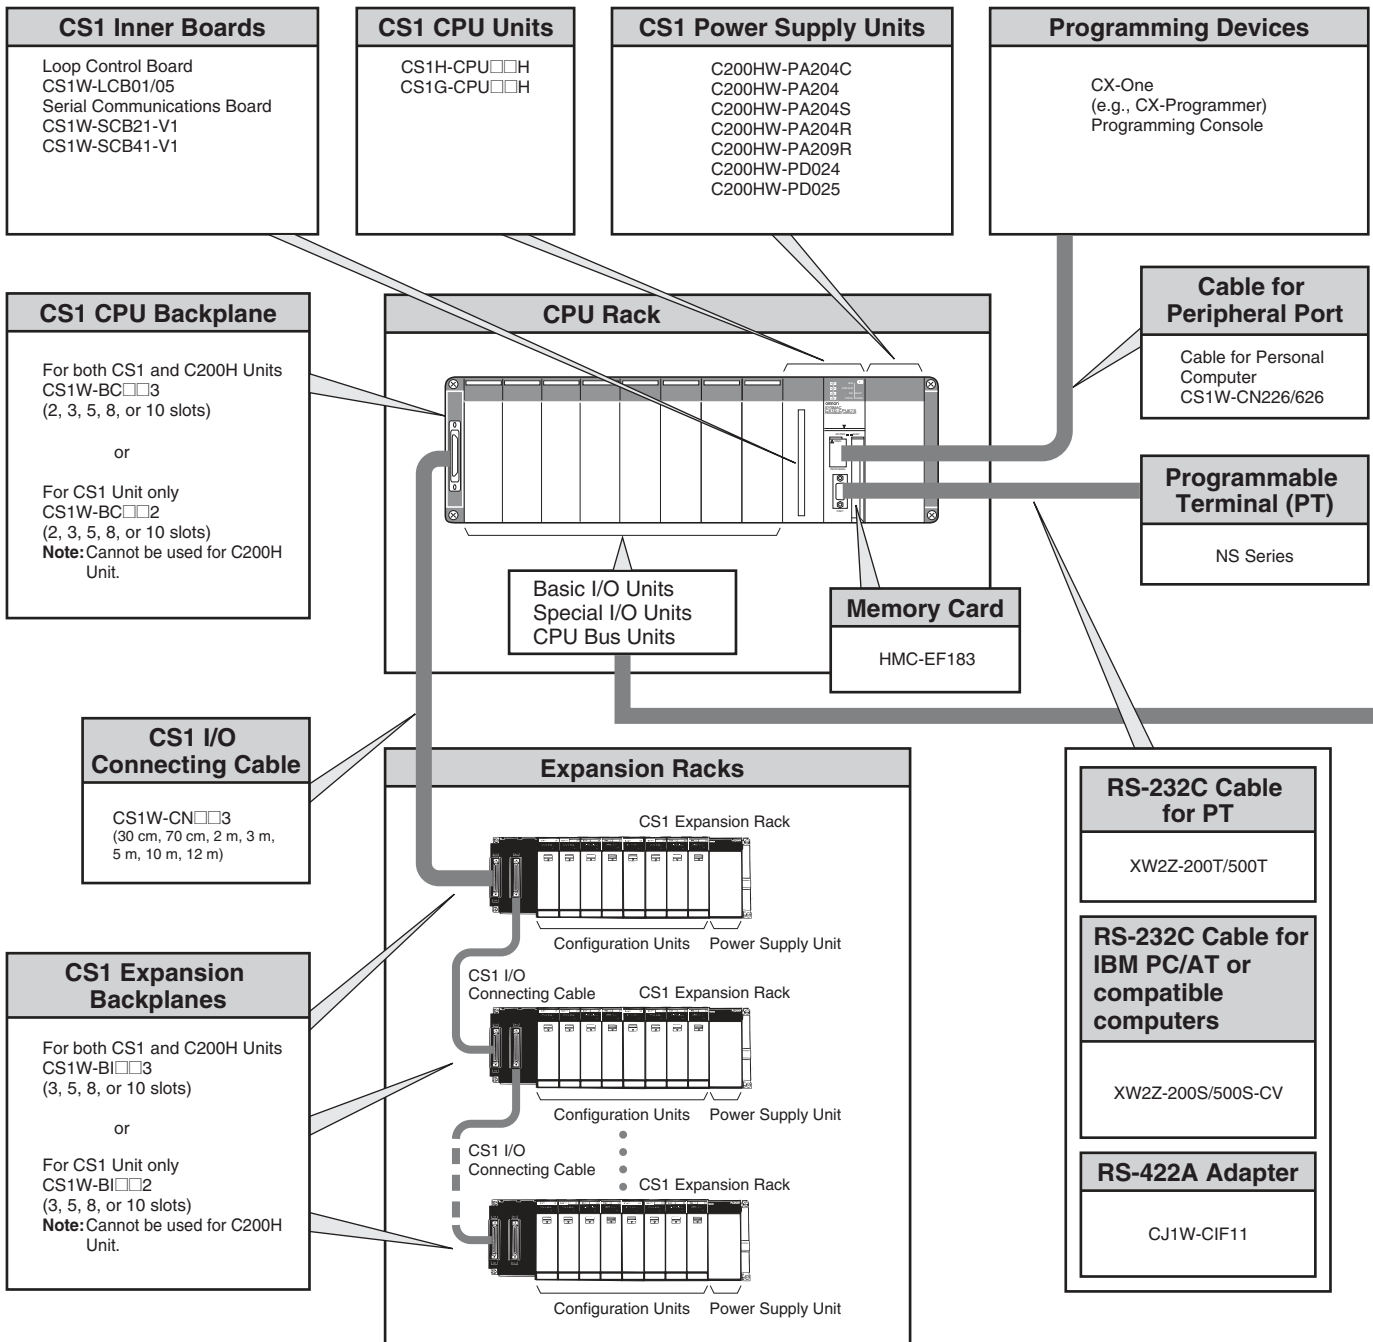 CS1 Inner Boards
Loop Control Board
CS1W-LCB01/05
Serial Communications Board
CS1W-SCB21-V1
CS1W-SCB41-V1
CS1 CPU Units
CS1H-CPU□□H
CS1G-CPU□□H
CS1 Power Supply Units
C200HW-PA204C
C200HW-PA204
C200HW-PA204S
C200HW-PA204R
C200HW-PA209R
C200HW-PD024
C200HW-PD025
Programming Devices
CX-One
(e.g., CX-Programmer)
Programming Console
CS1 CPU Backplane
For both CS1 and C200H Units
CS1W-BC□□3
(2, 3, 5, 8, or 10 slots)
or
For CS1 Unit only
CS1W-BC□□2
(2, 3, 5, 8, or 10 slots)
Note: Cannot be used for C200H
Unit.
CPU Rack
Basic I/O Units
Special I/O Units
CPU Bus Units
Memory Card
HMC-EF183
Cable for
Peripheral Port
Cable for Personal
Computer
CS1W-CN226/626
Programmable
Terminal (PT)
NS Series
CS1 I/O
Connecting Cable
CS1W-CN□□3
(30 cm, 70 cm, 2 m, 3 m,
5 m, 10 m, 12 m)
Expansion Racks
CS1 Expansion Rack
Configuration Units Power Supply Unit
CS1 I/O
Connecting Cable
CS1 Expansion Rack
Configuration Units Power Supply Unit
CS1 I/O
Connecting Cable
CS1 Expansion Rack
Configuration Units Power Supply Unit
CS1 Expansion
Backplanes
For both CS1 and C200H Units
CS1W-BI□□3
(3, 5, 8, or 10 slots)
or
For CS1 Unit only
CS1W-BI□□2
(3, 5, 8, or 10 slots)
Note: Cannot be used for C200H
Unit.
RS-232C Cable
for PT
XW2Z-200T/500T
RS-232C Cable for
IBM PC/AT or
compatible
computers
XW2Z-200S/500S-CV
RS-422A Adapter
CJ1W-CIF11